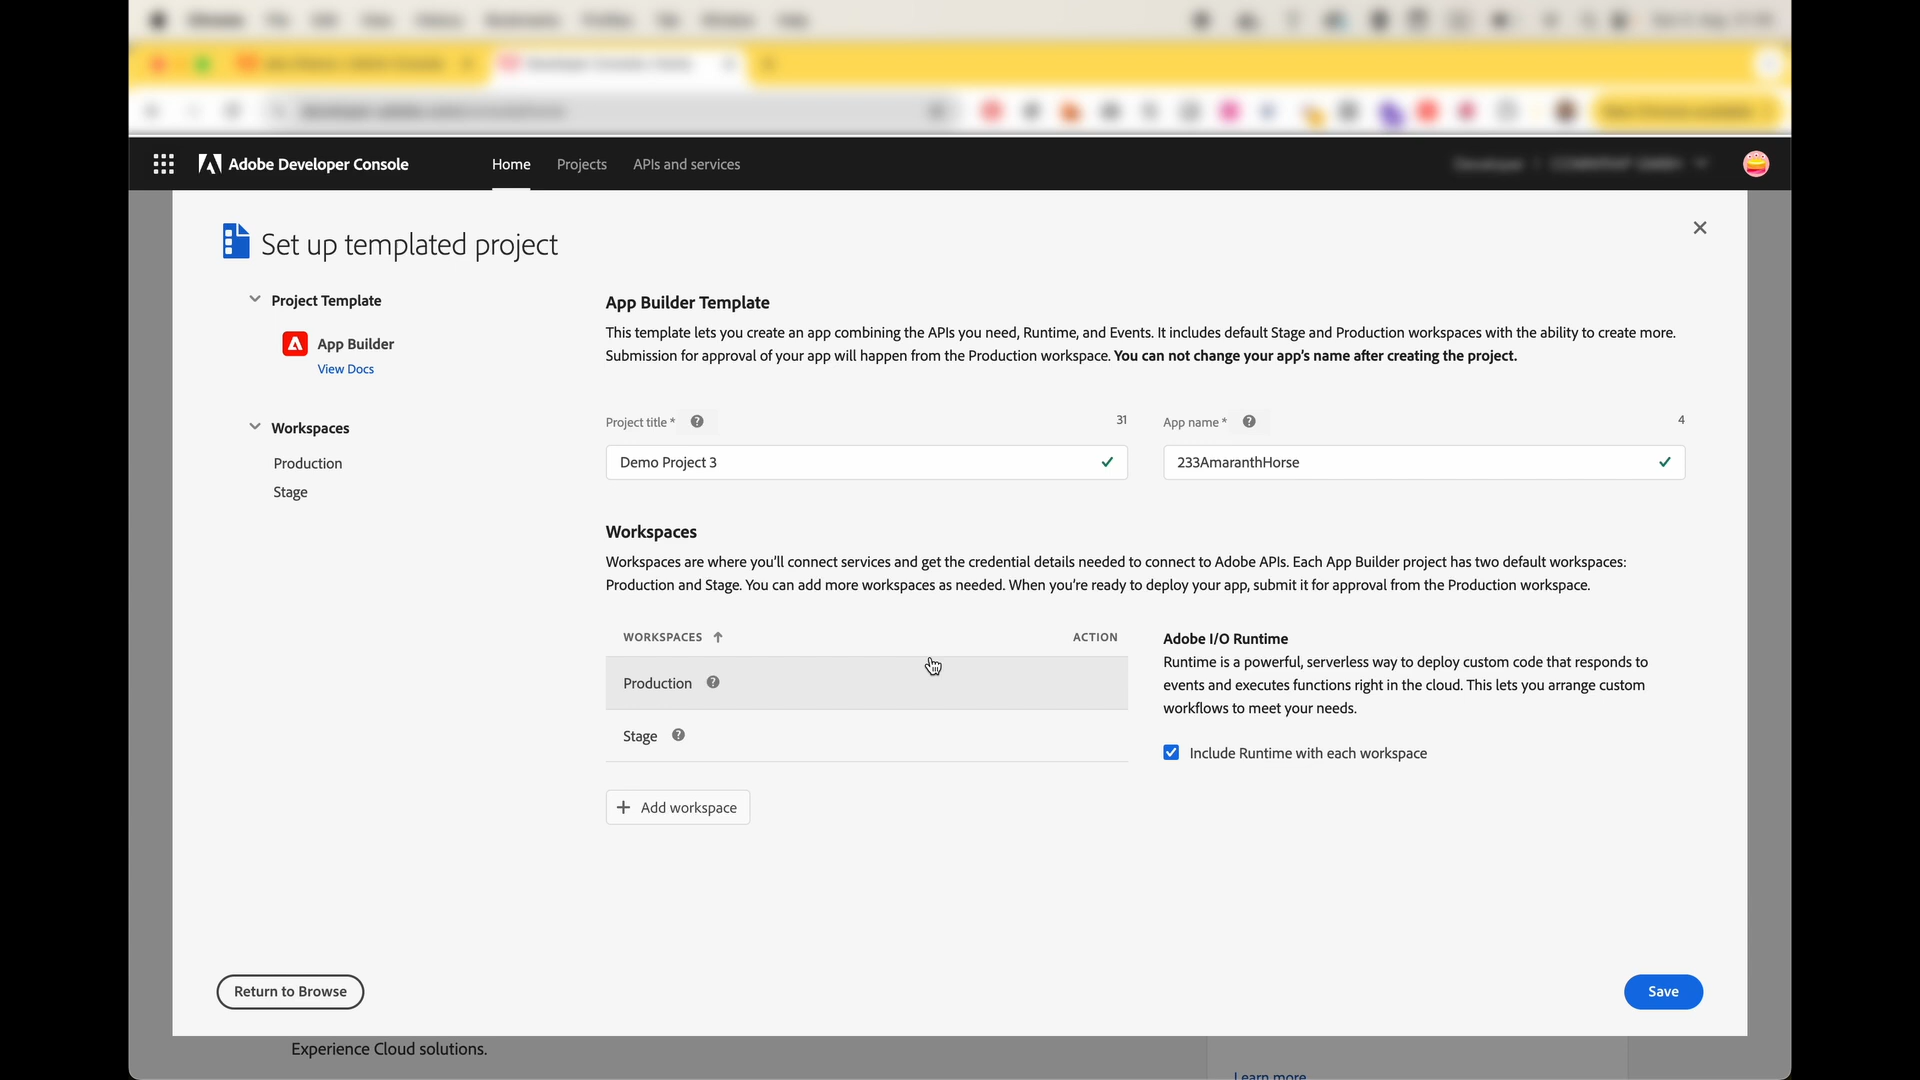 Adobe Developer Console
Home
Projects
APIs and services
Set up templated project
Project Template
App Builder
View Docs
Workspaces
Production
Stage
App Builder Template
This template lets you create an app combining the APIs you need, Runtime, and Events. It includes default Stage and Production workspaces with the ability to create more.
Submission for approval of your app will happen from the Production workspace. You can not change your app's name after creating the project.
Project title *
31
App name *
4
Demo Project 3
233AmaranthHorse
Workspaces
Workspaces are where you'll connect services and get the credential details needed to connect to Adobe APIs. Each App Builder project has two default workspaces:
Production and Stage. You can add more workspaces as needed. When you're ready to deploy your app, submit it for approval from the Production workspace.
WORKSPACES
ACTION
Production
Stage
Add workspace
Adobe I/O Runtime
Runtime is a powerful, serverless way to deploy custom code that responds to
events and executes functions right in the cloud. This lets you arrange custom
workflows to meet your needs.
Include Runtime with each workspace
Return to Browse
Save
Experience Cloud solutions.
Learn more